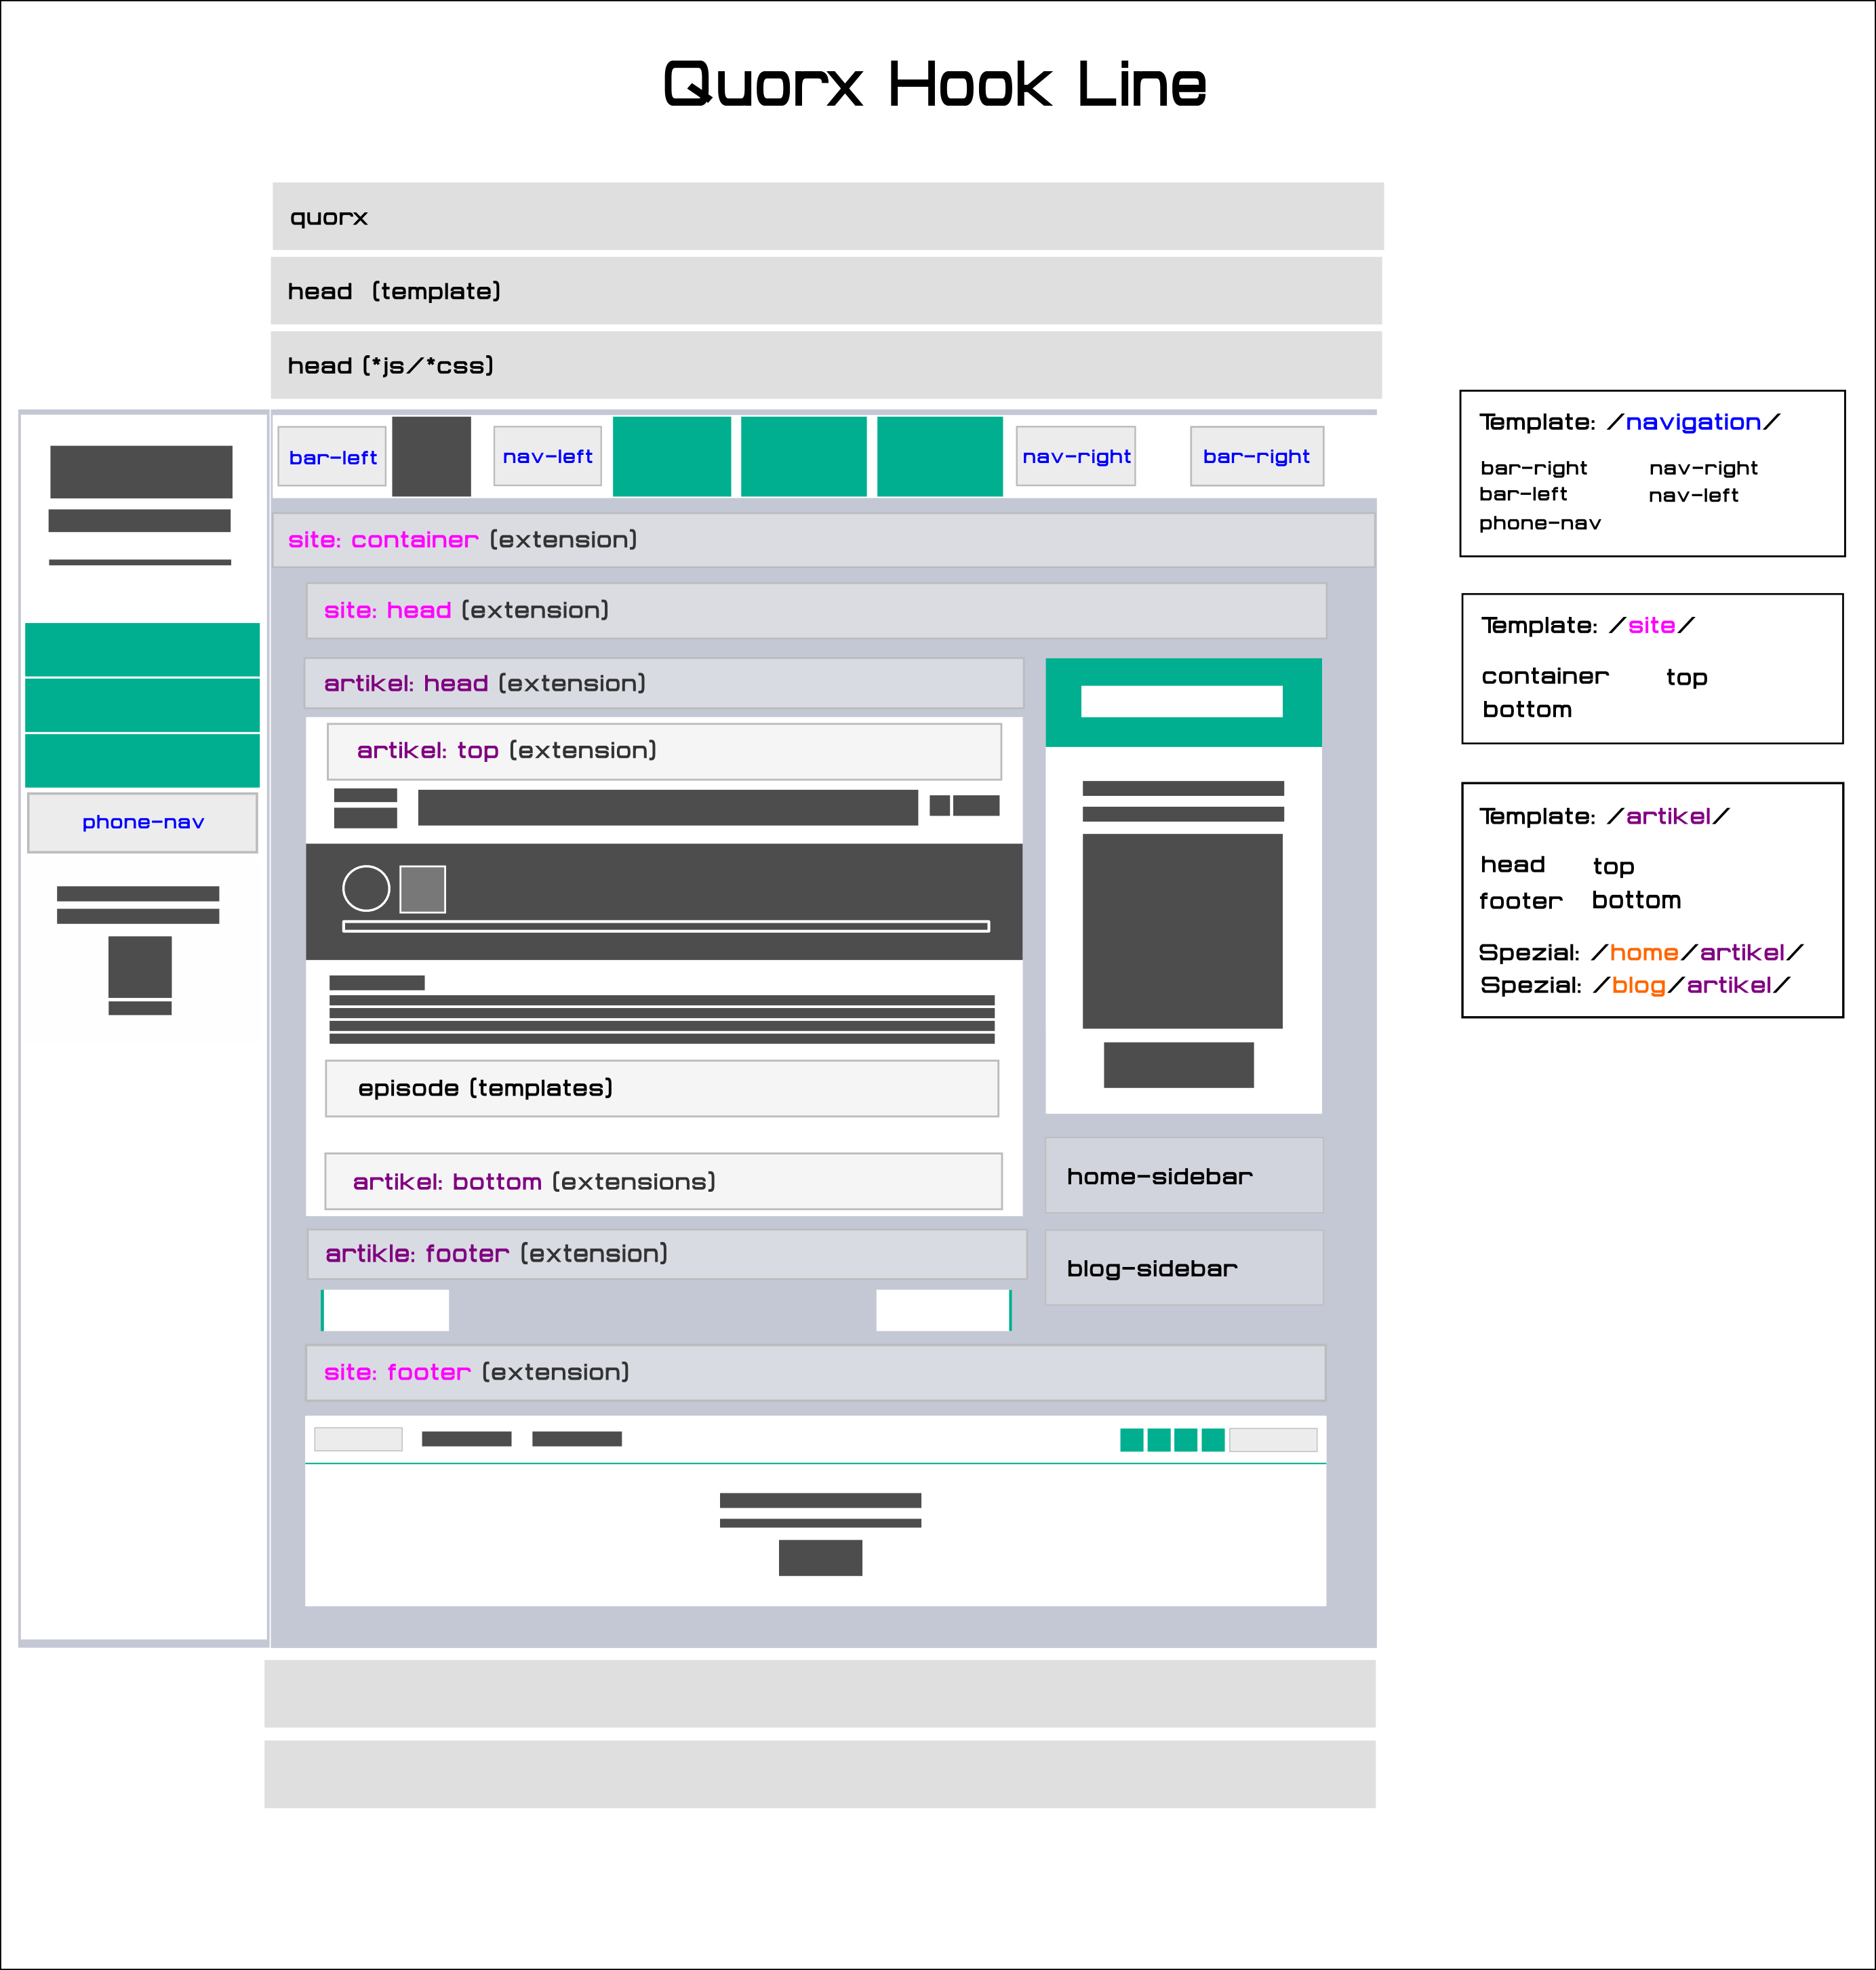 Quorx Hook Line
quorx
head (template)
head (*js/*css)
bar-left
nav-left
nav-right
bar-right
site: container (extension)
site: head (extension)
artikel: head (extension)
artikel: top (extension)
phone-nav
episode (templates)
artikel: bottom (extensions)
home-sidebar
artikle: footer (extension)
blog-sidebar
site: footer (extension)
Template: /navigation/
bar-right nav-right
bar-left nav-left
phone-nav
Template: /site/
container top
bottom
Template: /artikel/
head top
footer bottom
Spezial: /home/artikel/
Spezial: /blog/artikel/